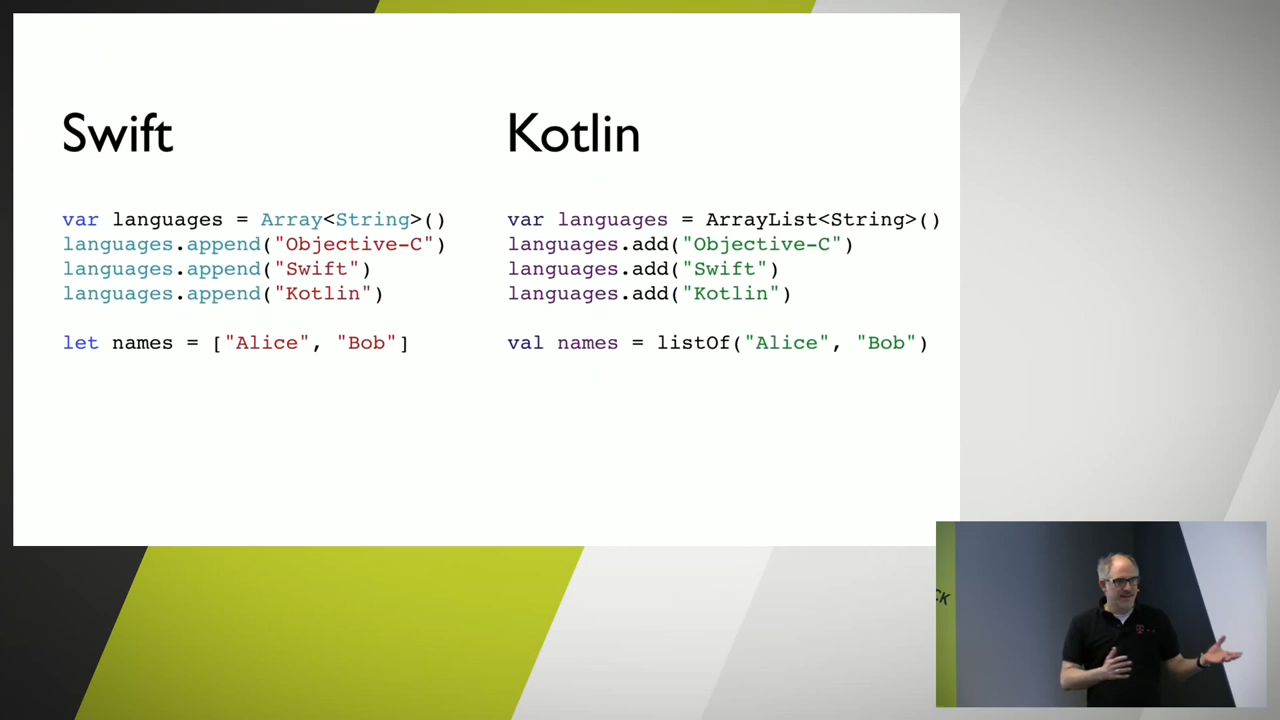 Swift
var languages = Array<String>()
languages.append("Objective-C")
languages.append("Swift")
languages.append("Kotlin")
let names = ["Alice", "Bob"]
Kotlin
var languages = ArrayList<String>()
languages.add("Objective-C")
languages.add("Swift")
languages.add("Kotlin")
val names = listOf("Alice", "Bob")
CK
T